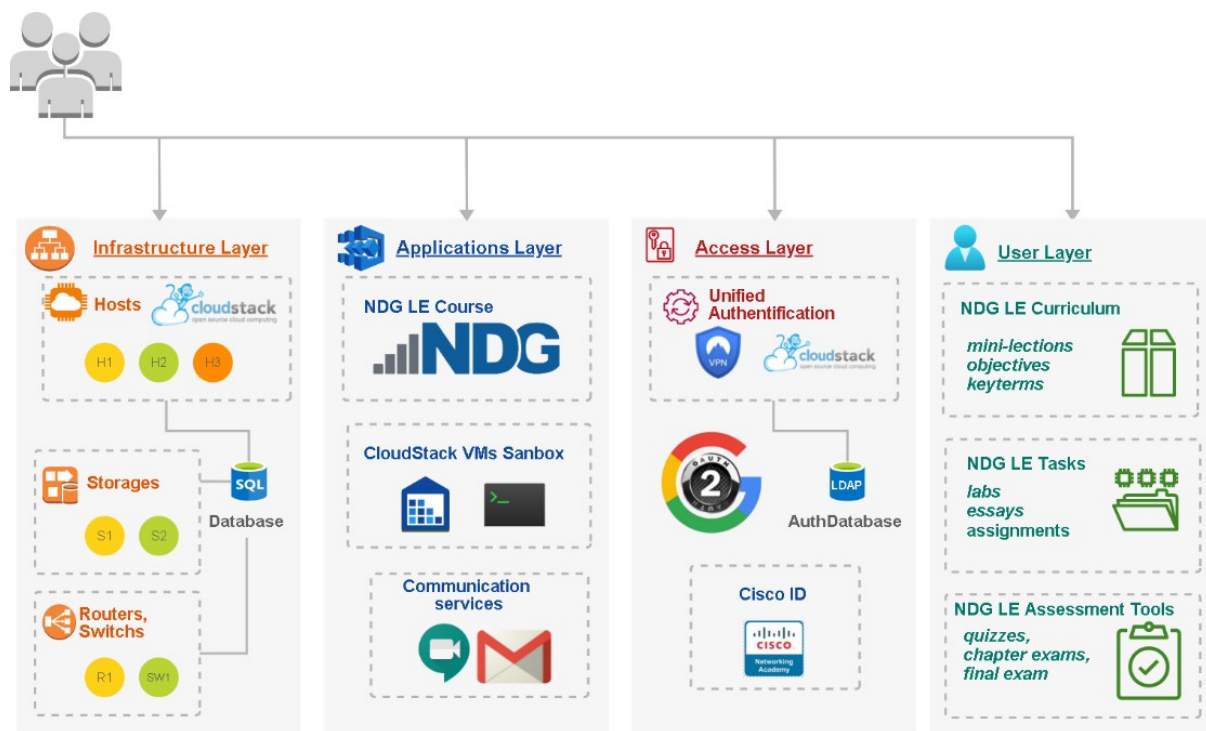 Infrastructure Layer
Hosts
cloudstack
open source cloud computing
H1
H2
H3
Storages
S1
S2
SQL
Database
Routers,
Switchs
R1
SW1
Applications Layer
NDG LE Course
NDG
CloudStack VMs Sanbox
>_
Communication
services
Access Layer
Unified
Authentification
VPN
cloudstack
open source cloud computing
OAUTH
2
LDAP
AuthDatabase
Cisco ID
CISCO
Networking
Academy
User Layer
NDG LE Curriculum
mini-lections
objectives
keyterms
NDG LE Tasks
labs
essays
assignments
NDG LE Assessment Tools
quizzes,
chapter exams,
final exam